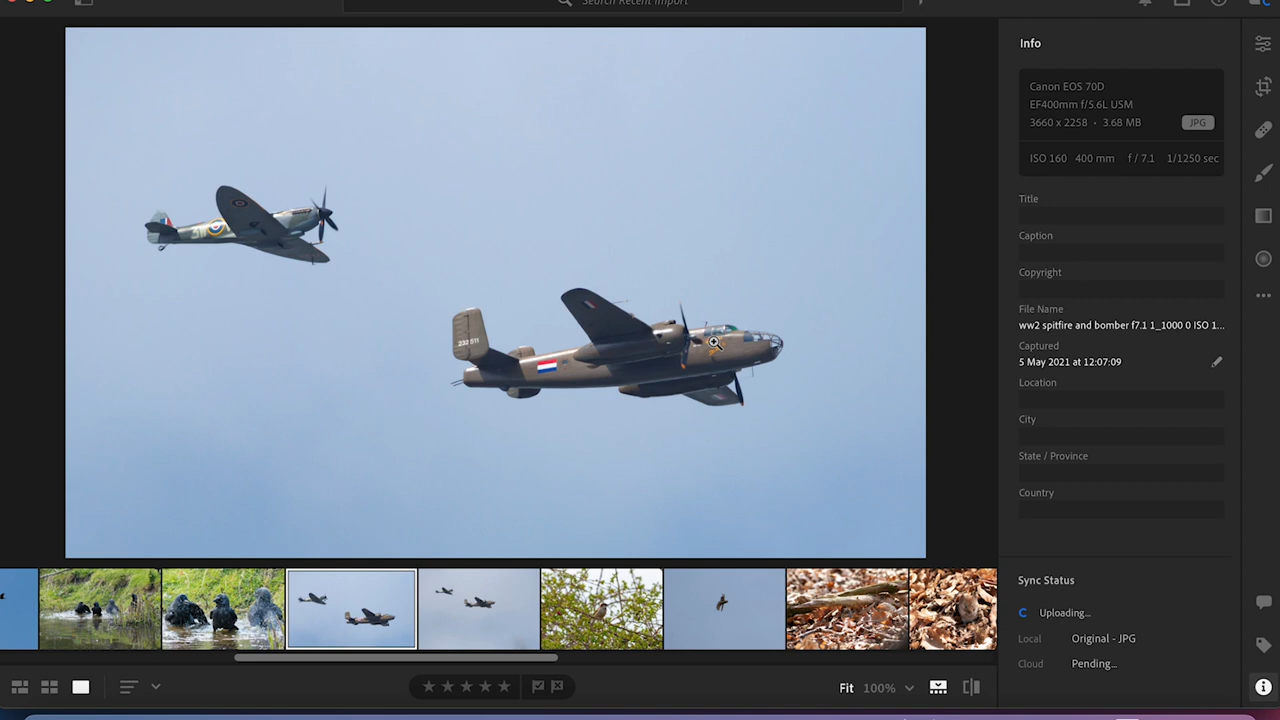 Search Recent Import
Info
Canon EOS 70D
EF400mm f/5.6L USM
3660 x 2258 • 3.68 MB JPG
ISO 160 400 mm f / 7.1 1/1250 sec
Title
Caption
Copyright
File Name
ww2 spitfire and bomber f7.1 1_1000 0 ISO 1...
Captured
5 May 2021 at 12:07:09
Location
City
State / Province
Country
232511
Sync Status
Uploading...
Local Original - JPG
Cloud Pending...
Fit 100%